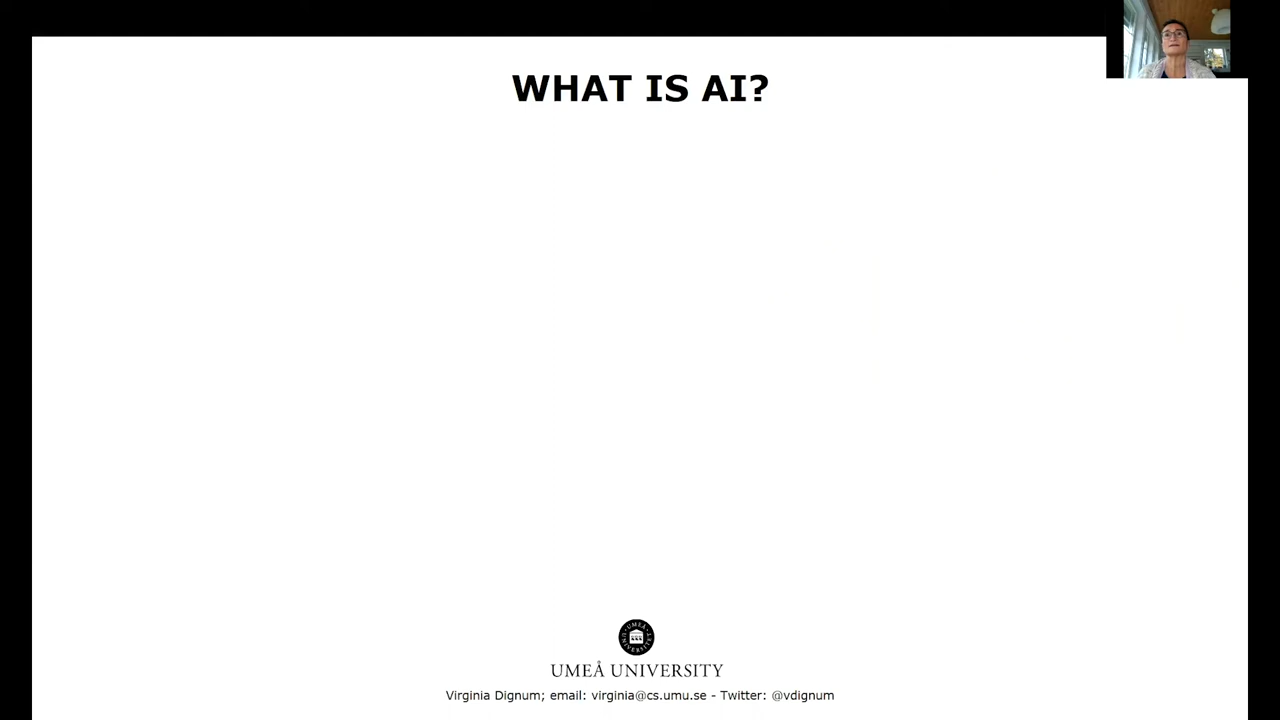 WHAT IS AI?
UMEÅ UNIVERSITY
Virginia Dignum; email: virginia@cs.umu.se - Twitter: @vdignum